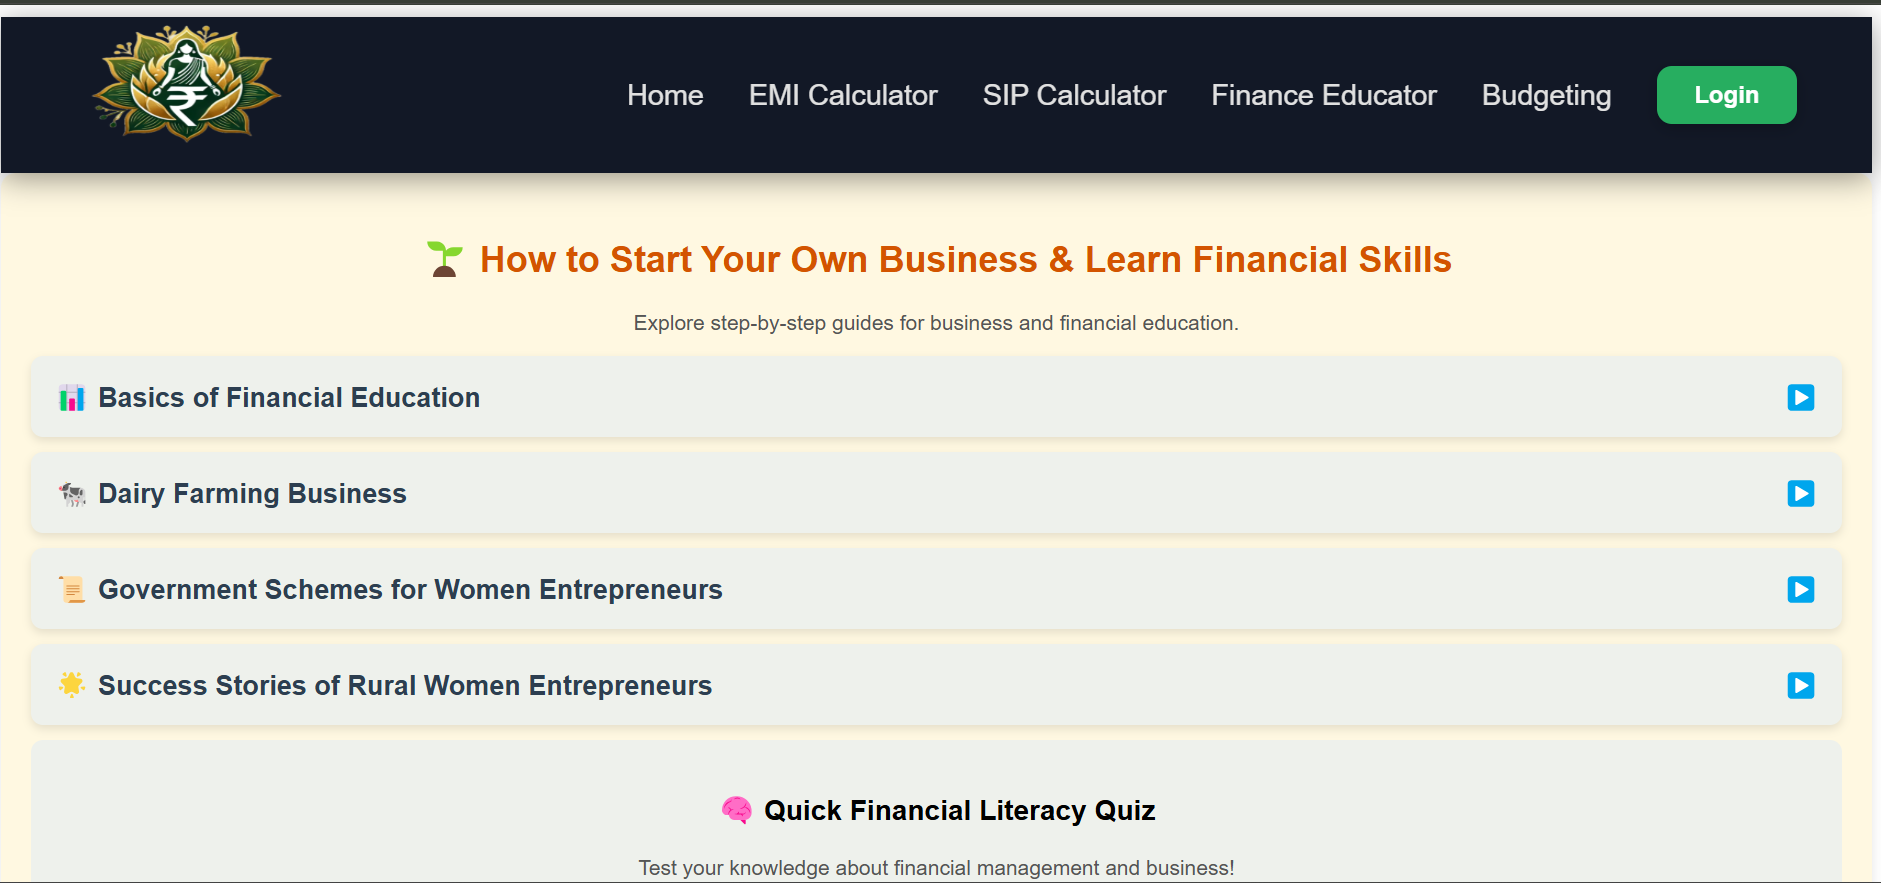 Home EMI Calculator SIP Calculator Finance Educator Budgeting Login
🌱 How to Start Your Own Business & Learn Financial Skills
Explore step-by-step guides for business and financial education.
📊 Basics of Financial Education
🐄 Dairy Farming Business
📜 Government Schemes for Women Entrepreneurs
🌟 Success Stories of Rural Women Entrepreneurs
🧠 Quick Financial Literacy Quiz
Test your knowledge about financial management and business!